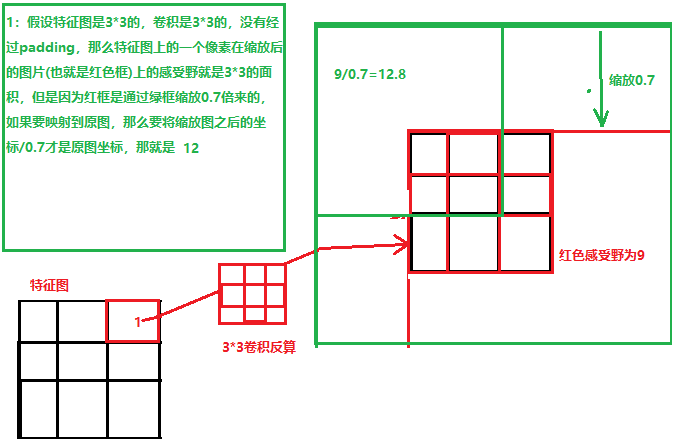 1：假设特征图是3*3的，卷积是3*3的，没有经
过padding，那么特征图上的一个像素在缩放后
的图片(也就是红色框)上的感受野就是3*3的面
积，但是因为红框是通过绿框缩放0.7倍来的，
如果要映射到原图，那么要将缩放图之后的坐
标/0.7才是原图坐标，那就是 12
9/0.7=12.8
缩放0.7
红色感受野为9
特征图
1
3*3卷积反算